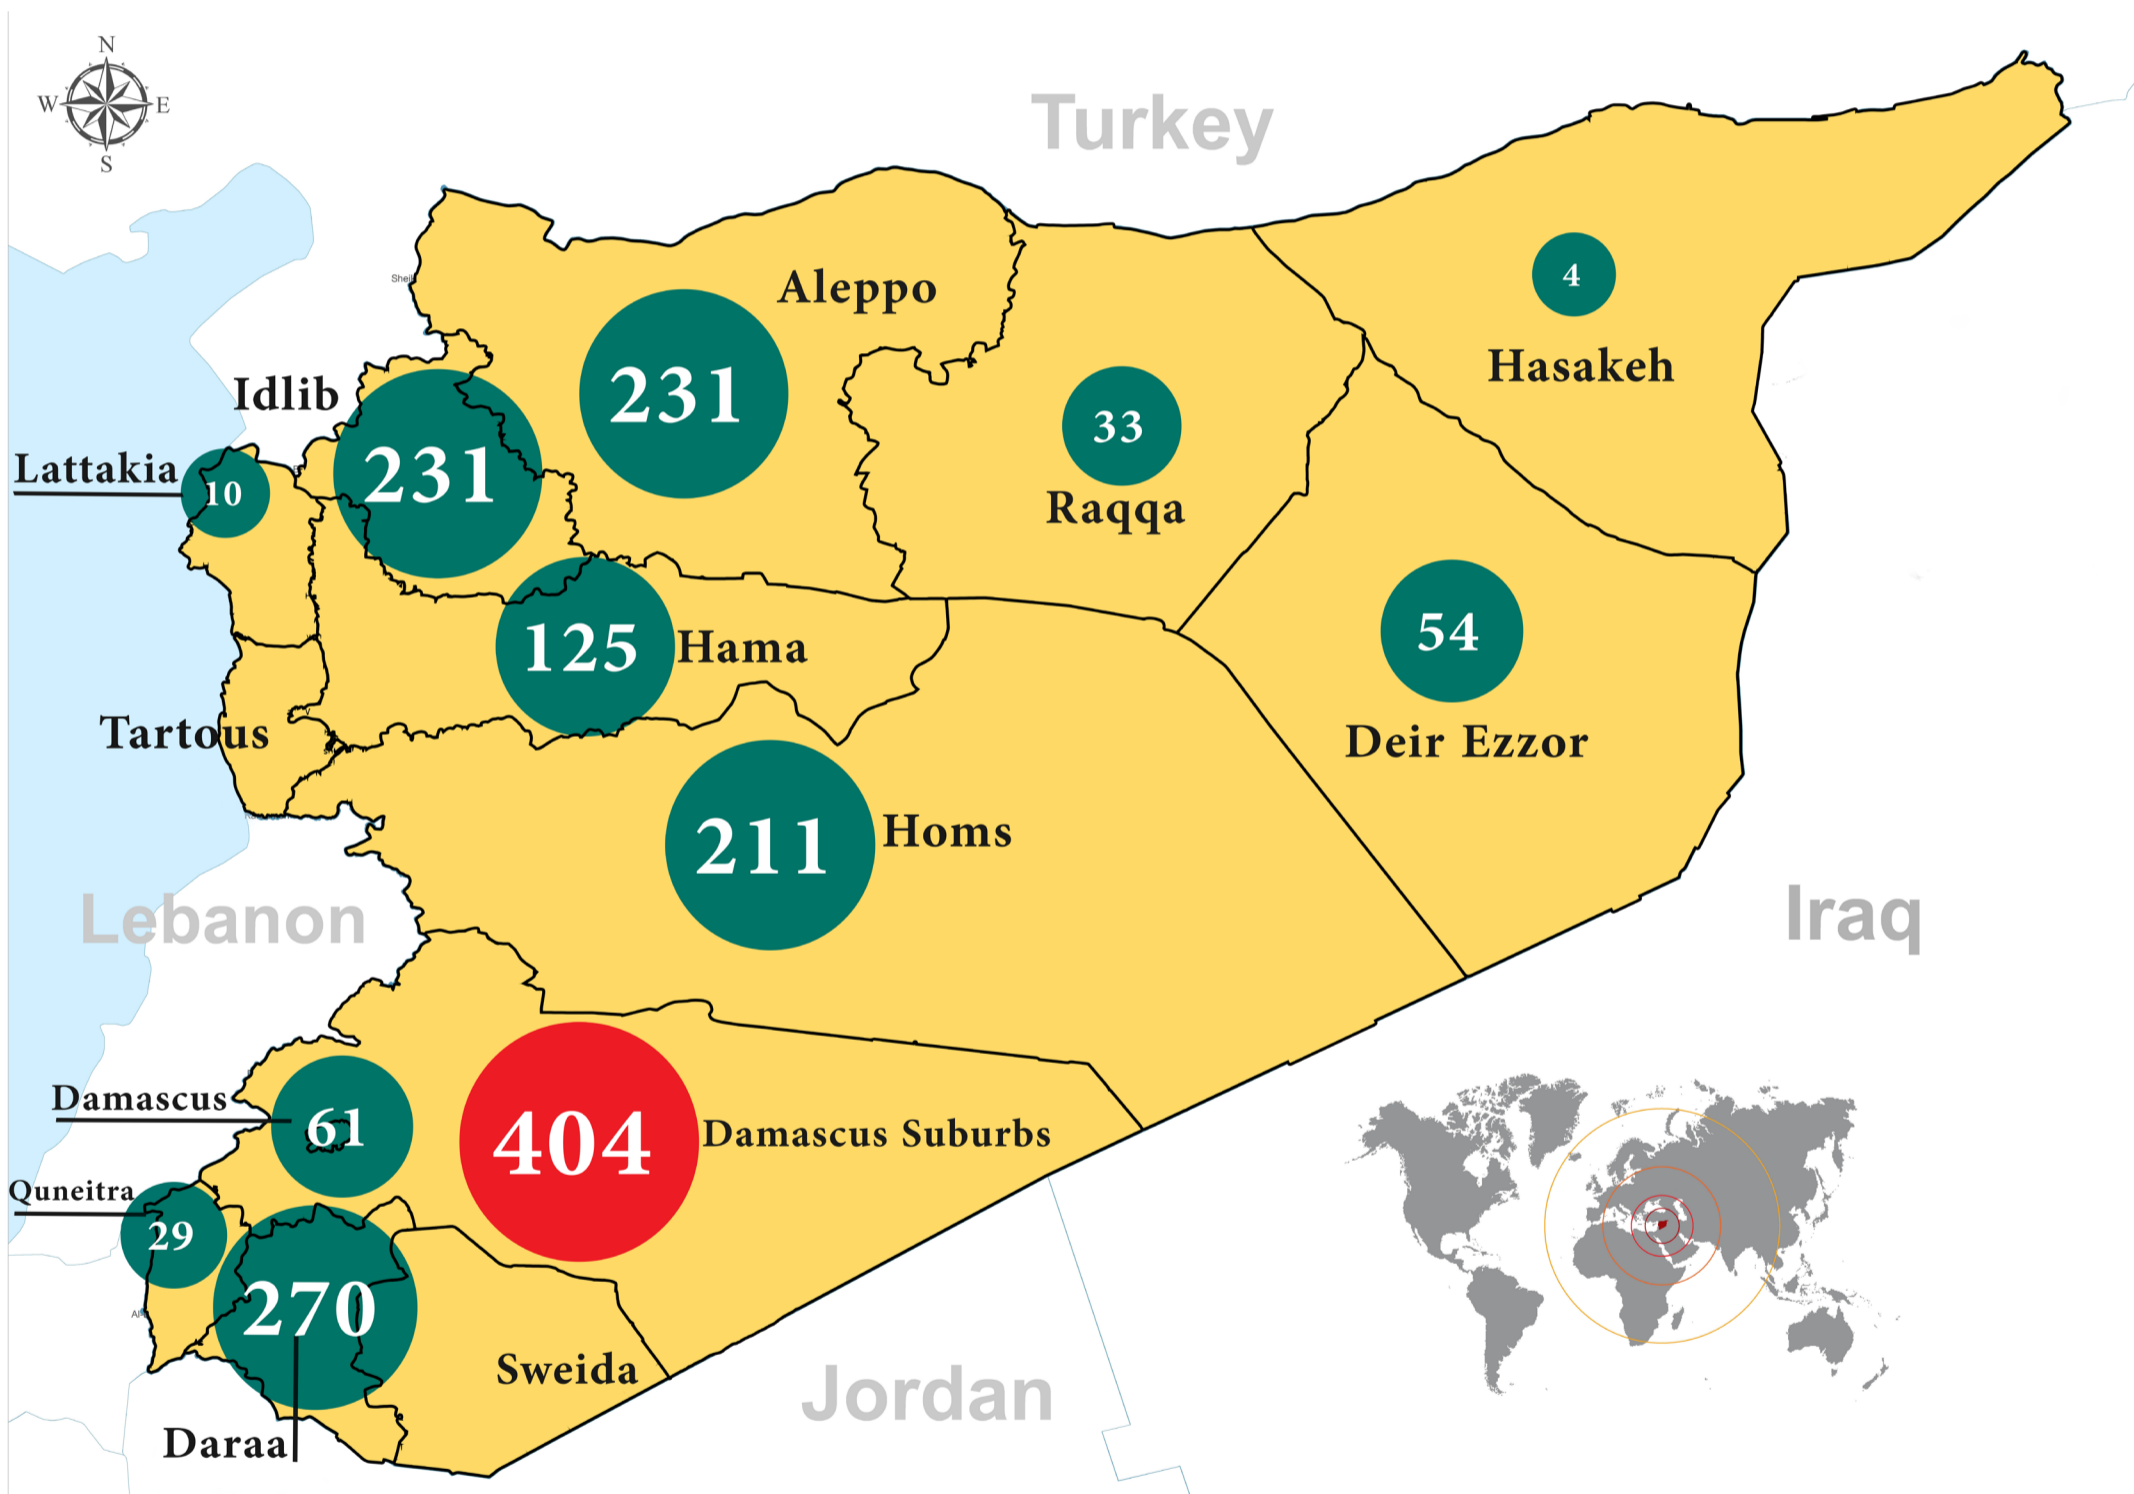 N
W E
S
Turkey
Aleppo
4
Hasakeh
231
Idlib
33
231
Lattakia
10
Raqqa
54
125
Hama
Deir Ezzor
Tartous
211
Homs
Lebanon
Iraq
Damascus
61
404
Damascus Suburbs
Quneitra
29
270
Sweida
Jordan
Daraa